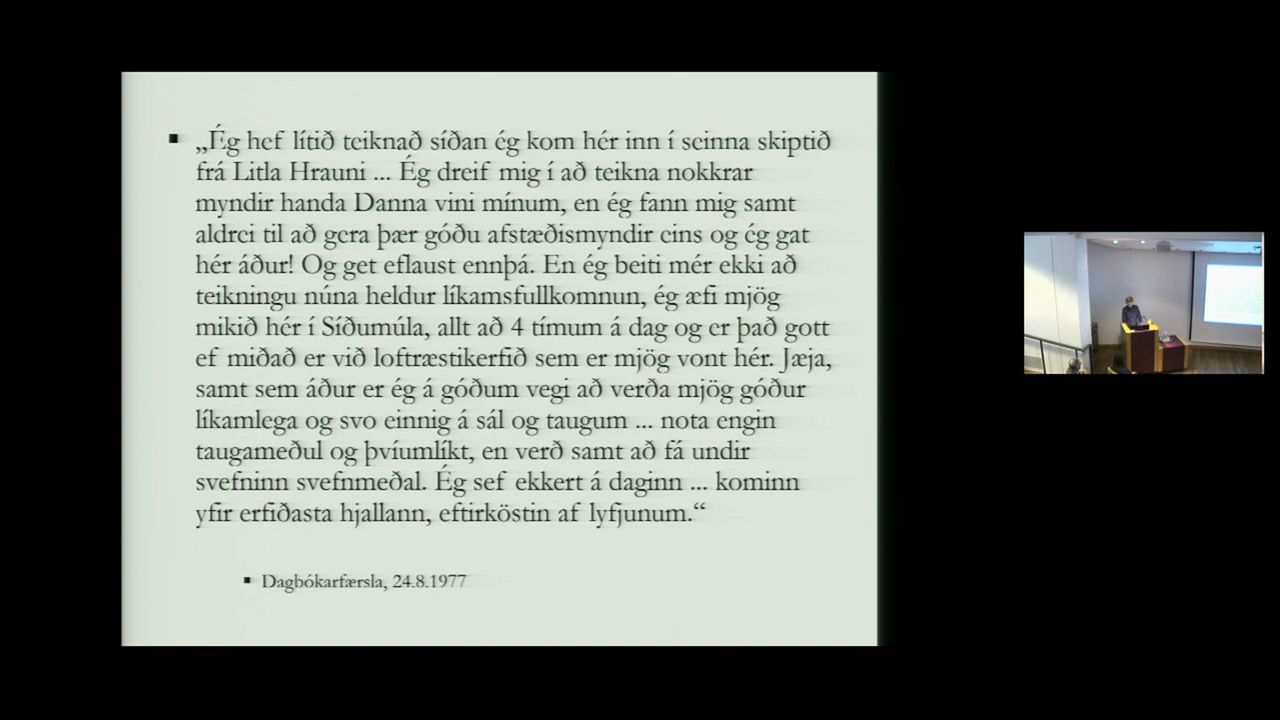 „Ég hef lítið teiknað síðan ég kom hér inn í seinna skiptið
frá Litla Hrauni ... Ég dreif mig í að teikna nokkrar
myndir handa Danna vini mínum, en ég fann mig samt
aldrei til að gera þær góðu afstæðismyndir eins og ég gat
hér áður! Og get eflaust ennþá. En ég beiti mér ekki að
teikningu núna heldur líkamsfullkomnun, ég æfi mjög
mikið hér í Síðumúla, allt að 4 tímum á dag og er það gott
ef miðað er við loftræstikerfið sem er mjög vont hér. Jæja,
samt sem áður er ég á góðum vegi að verða mjög góður
líkamlega og svo einnig á sál og taugum ... nota engin
taugameðul og þvíumlíkt, en verð samt að fá undir
svefninn svefnmeðal. Ég sef ekkert á daginn ... kominn
yfir erfiðasta hjallann, eftirköstin af lyfjunum.“
Dagbókarfærsla, 24.8.1977